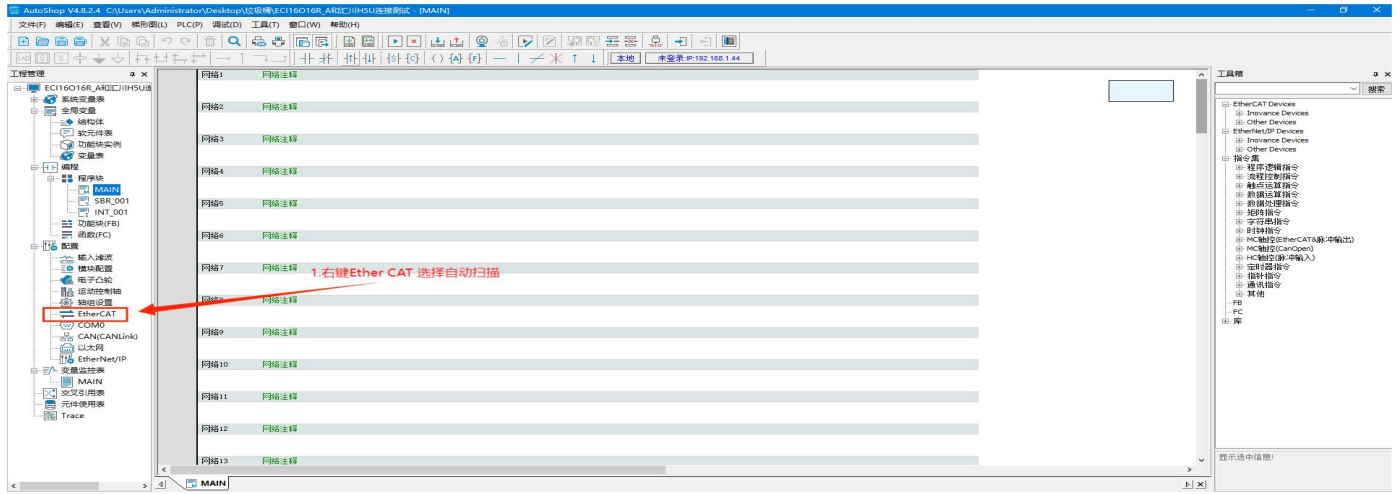 AutoShop V4.8.2.4 C:\Users\Administrator\Desktop\垃圾桶\ECI16O16R_A和汇川H5U连接测试 - [MAIN]
文件(F) 编辑(E) 查看(V) 梯形图(L) PLC(P) 调试(D) 工具(T) 窗口(W) 帮助(H)
本地 未登录 IP:192.168.1.44
工程管理
ECI16O16R_A和汇川H5U连
系统变量表
全局变量
结构体
软元件表
功能块实例
变量表
编程
程序块
MAIN
SBR_001
INT_001
功能块(FB)
函数(FC)
配置
输入滤波
模块配置
电子凸轮
运动控制轴
轴组设置
EtherCAT
COM0
CAN(CANLink)
以太网
EtherNet/IP
变量监控表
MAIN
交叉引用表
元件使用表
Trace
网络1 网络注释
网络2 网络注释
网络3 网络注释
网络4 网络注释
网络5 网络注释
网络6 网络注释
网络7 网络注释
1.右键Ether CAT 选择自动扫描
网络8 网络注释
网络9 网络注释
网络10 网络注释
网络11 网络注释
网络12 网络注释
网络13 网络注释
MAIN
工具箱
搜索
EtherCAT Devices
Inovance Devices
Other Devices
EtherNet/IP Devices
Inovance Devices
Other Devices
指令集
程序逻辑指令
流程控制指令
触点运算指令
数据运算指令
数据处理指令
矩阵指令
字符串指令
时钟指令
MC轴控(EtherCAT&脉冲输出)
MC轴控(CanOpen)
HC轴控(脉冲输入)
定时器指令
指针指令
通讯指令
其他
FB
FC
库
显示选中信息!